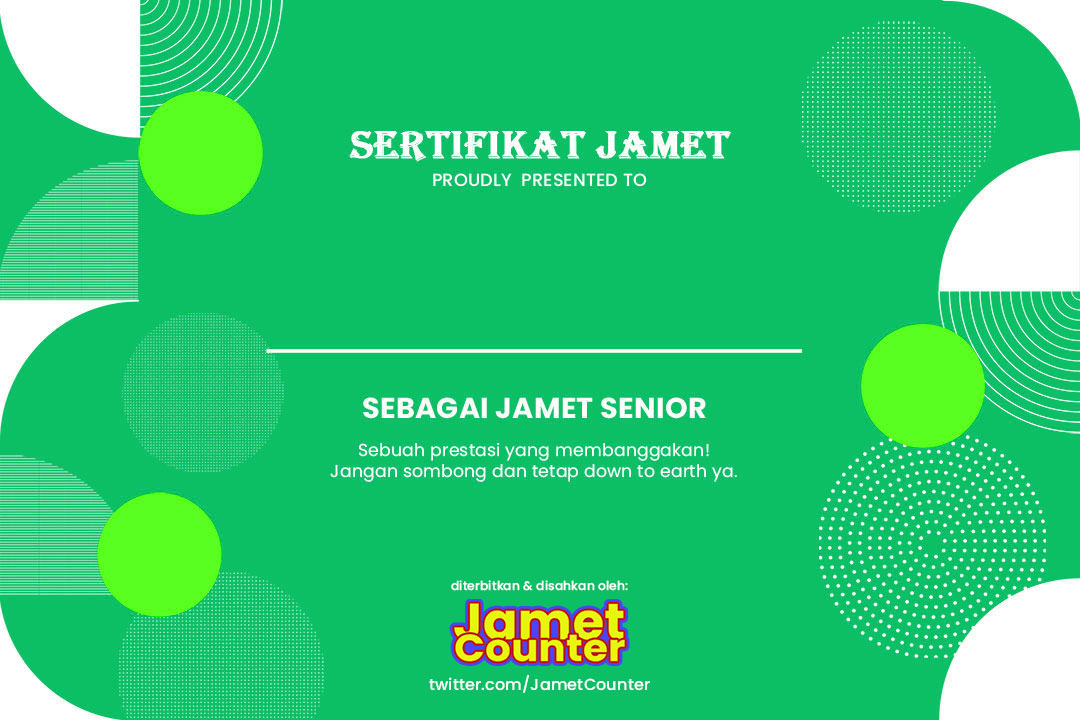 SERTIFIKAT JAMET
PROUDLY PRESENTED TO
SEBAGAI JAMET SENIOR
Sebuah prestasi yang membanggakan!
Jangan sombong dan tetap down to earth ya.
diterbitkan & disahkan oleh:
Jamet
Counter
twitter.com/JametCounter